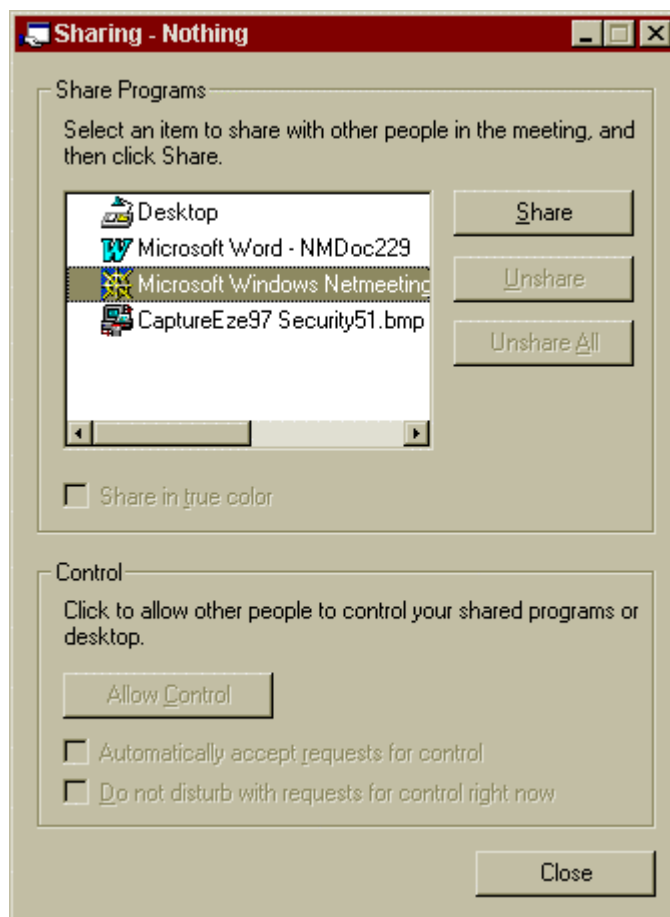 Sharing - Nothing
Share Programs
Select an item to share with other people in the meeting, and
then click Share.
Desktop
Share
Microsoft Word - NMDoc229
Microsoft Windows Netmeeting
Unshare
CaptureEze97 Security51.bmp
Unshare All
Share in true color
Control
Click to allow other people to control your shared programs or
desktop.
Allow Control
Automatically accept requests for control
Do not disturb with requests for control right now
Close